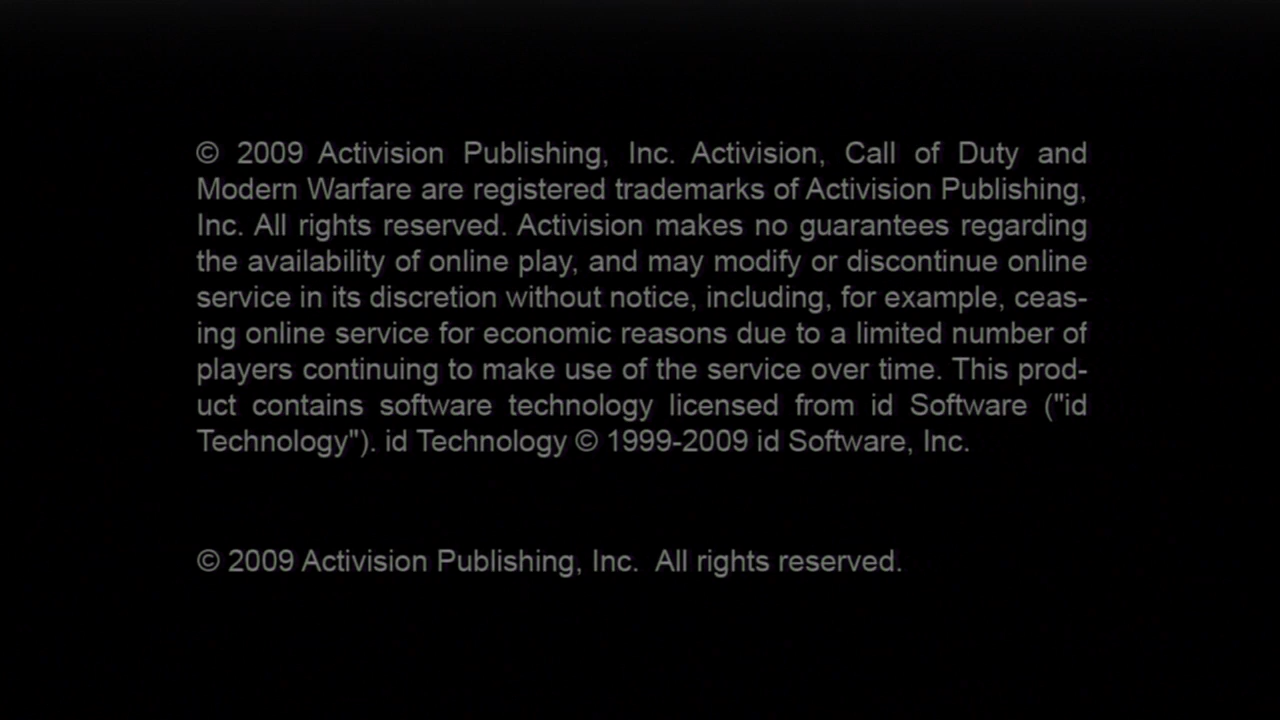 © 2009 Activision Publishing, Inc. Activision, Call of Duty and
Modern Warfare are registered trademarks of Activision Publishing,
Inc. All rights reserved. Activision makes no guarantees regarding
the availability of online play, and may modify or discontinue online
service in its discretion without notice, including, for example, ceas-
ing online service for economic reasons due to a limited number of
players continuing to make use of the service over time. This prod-
uct contains software technology licensed from id Software ("id
Technology"). id Technology © 1999-2009 id Software, Inc.
© 2009 Activision Publishing, Inc.  All rights reserved.